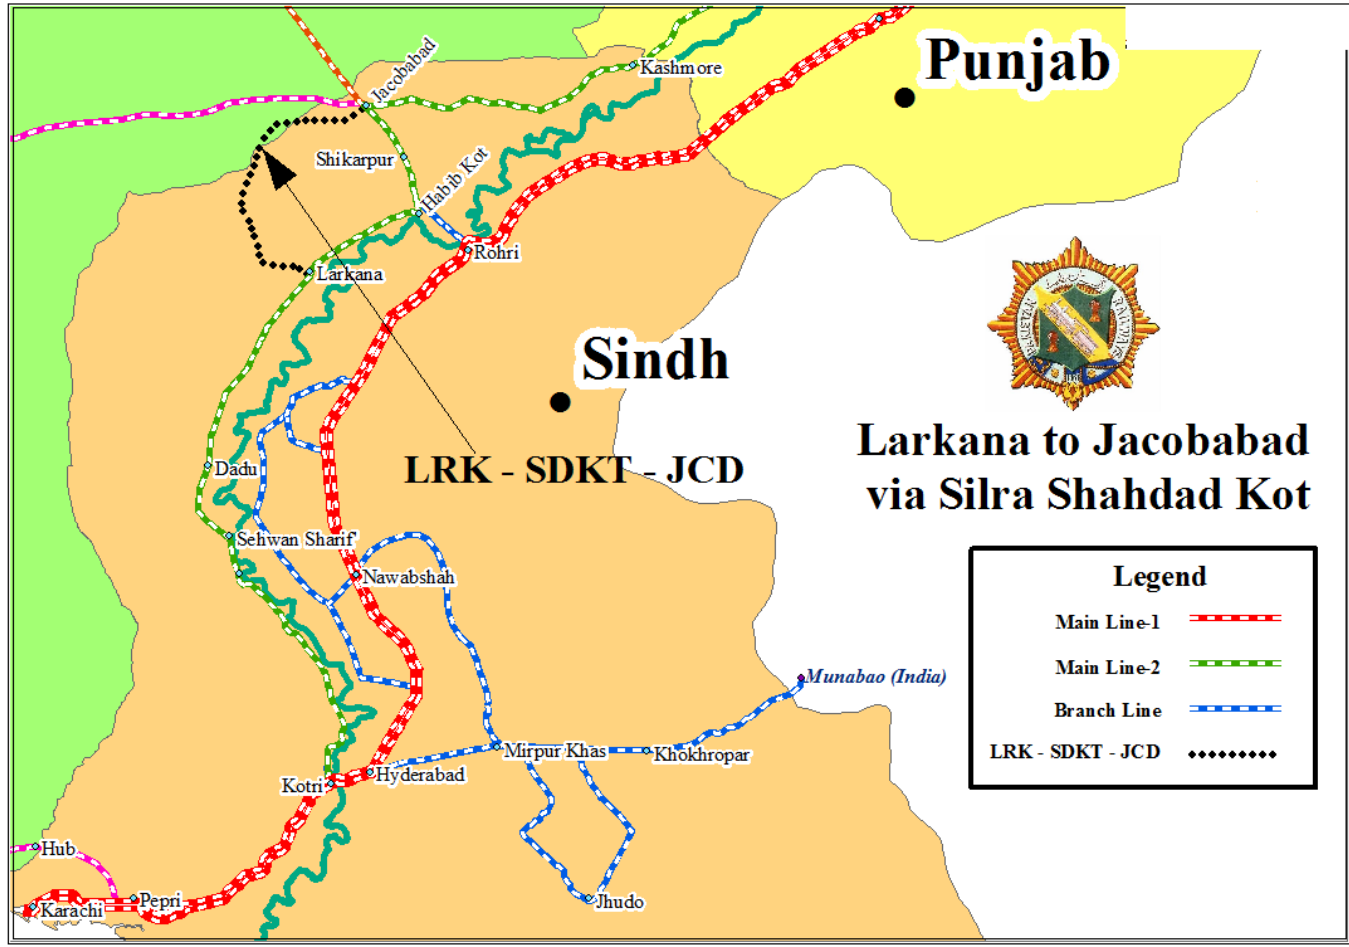 Punjab
Kashmore
Jacobabad
Shikarpur
Habib Kot
Rohri
Larkana
Sindh
Larkana to Jacobabad
via Silra Shahdad Kot
LRK - SDKT - JCD
Dadu
Sehwan Sharif
Nawabshah
Legend
Main Line-1
Main Line-2
Branch Line
LRK - SDKT - JCD
Munabao (India)
Mirpur Khas
Khokhropar
Hyderabad
Kotri
Hub
Pepri
Karachi
Jhudo